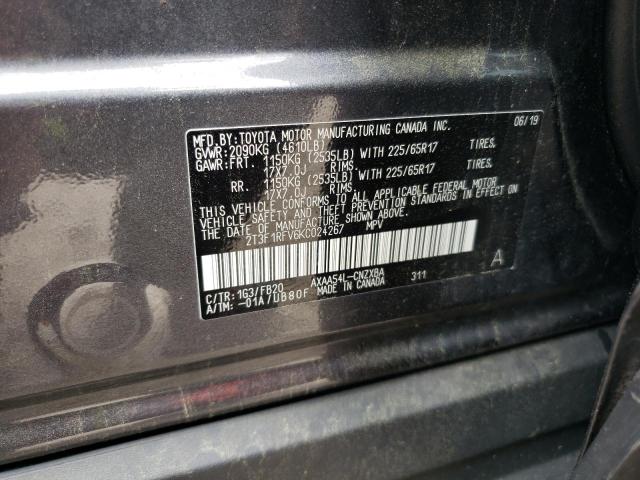 MFD.BY:TOYOTA MOTOR MANUFACTURING CANADA INC. 06/19
GVWR:2090KG (4610LB)
GAWR:FRT. 1150KG (2535LB) WITH 225/65R17 TIRES.
17X7.0J RIMS
RR. 1150KG (2535LB) WITH 225/65R17 TIRES.
17X7.0J RIMS
THIS VEHICLE CONFORMS TO ALL APPLICABLE FEDERAL MOTOR
VEHICLE SAFETY AND THEFT PREVENTION STANDARDS IN EFFECT ON
THE DATE OF MANUFACTURE SHOWN ABOVE.
2T3F1RFV6KC024267 MPV
C/TR: 1G3/FB20 AXAA54L-CNZXBA 311 A
A/TM: -01A/UB80F MADE IN CANADA